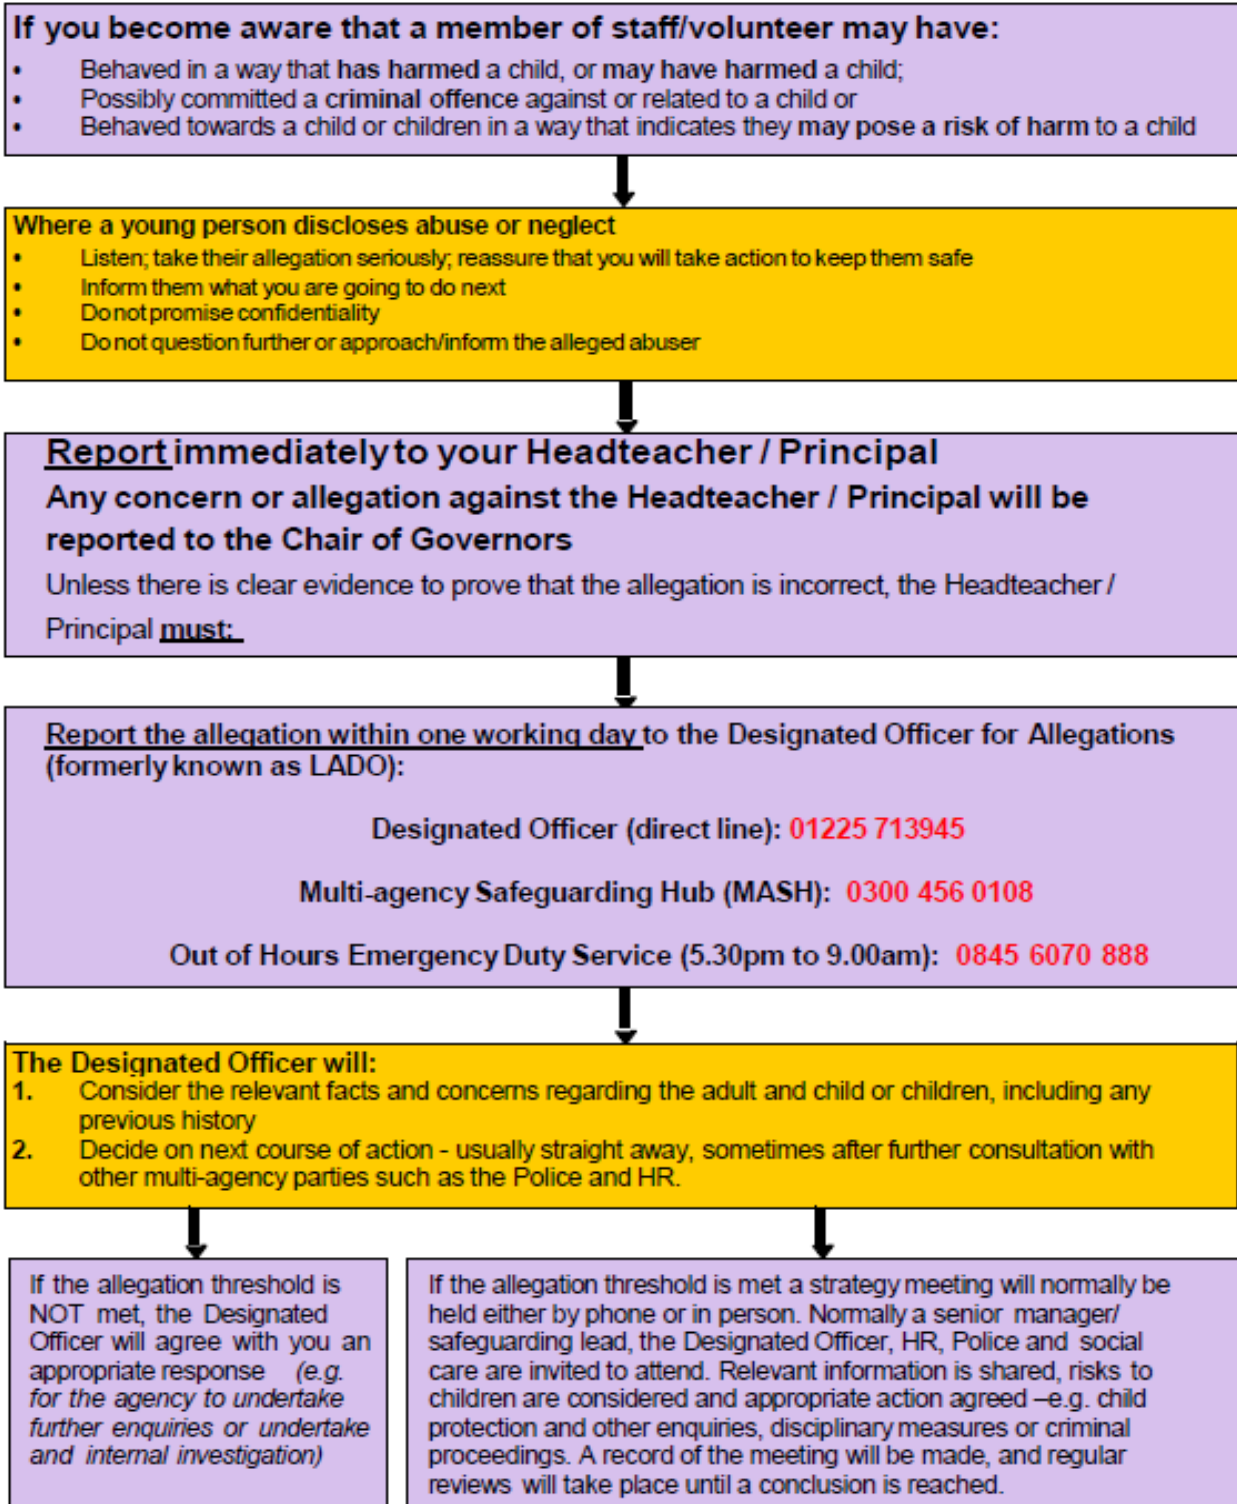 If you become aware that a member of staff/volunteer may have:
• Behaved in a way that has harmed a child, or may have harmed a child;
• Possibly committed a criminal offence against or related to a child or
• Behaved towards a child or children in a way that indicates they may pose a risk of harm to a child
Where a young person discloses abuse or neglect
• Listen; take their allegation seriously; reassure that you will take action to keep them safe
• Inform them what you are going to do next
• Do not promise confidentiality
• Do not question further or approach/inform the alleged abuser
Report immediately to your Headteacher / Principal
Any concern or allegation against the Headteacher / Principal will be
reported to the Chair of Governors
Unless there is clear evidence to prove that the allegation is incorrect, the Headteacher /
Principal must:
Report the allegation within one working day to the Designated Officer for Allegations
(formerly known as LADO):
Designated Officer (direct line): 01225 713945
Multi-agency Safeguarding Hub (MASH): 0300 456 0108
Out of Hours Emergency Duty Service (5.30pm to 9.00am): 0845 6070 888
The Designated Officer will:
1. Consider the relevant facts and concerns regarding the adult and child or children, including any
previous history
2. Decide on next course of action - usually straight away, sometimes after further consultation with
other multi-agency parties such as the Police and HR.
If the allegation threshold is
NOT met, the Designated
Officer will agree with you an
appropriate response (e.g.
for the agency to undertake
further enquiries or undertake
and internal investigation)
If the allegation threshold is met a strategy meeting will normally be
held either by phone or in person. Normally a senior manager/
safeguarding lead, the Designated Officer, HR, Police and social
care are invited to attend. Relevant information is shared, risks to
children are considered and appropriate action agreed –e.g. child
protection and other enquiries, disciplinary measures or criminal
proceedings. A record of the meeting will be made, and regular
reviews will take place until a conclusion is reached.